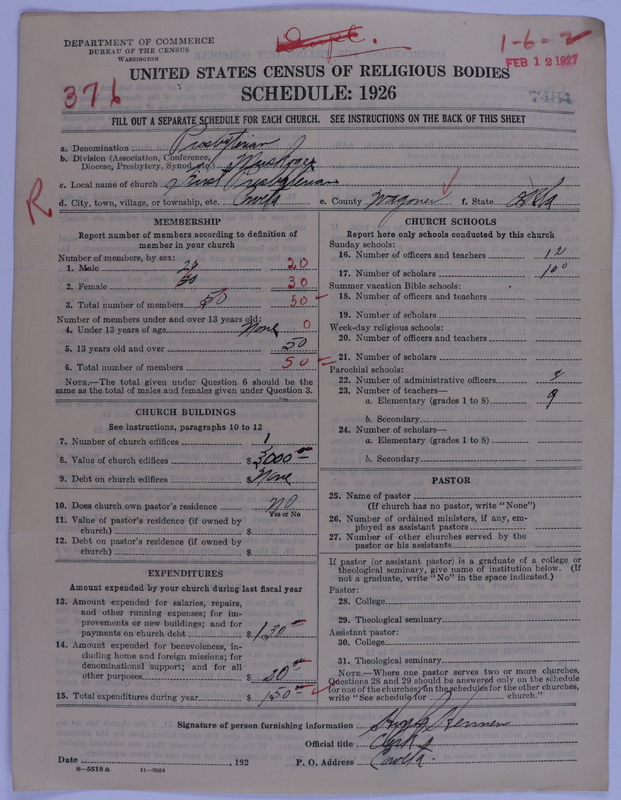 DEPARTMENT OF COMMERCE
BUREAU OF THE CENSUS
WASHINGTON
Dupl.
1-6-2
FEB 12 1927
376
7484
UNITED STATES CENSUS OF RELIGIOUS BODIES
SCHEDULE: 1926
FILL OUT A SEPARATE SCHEDULE FOR EACH CHURCH. SEE INSTRUCTIONS ON THE BACK OF THIS SHEET
a. Denomination Presbyterian
b. Division (Association, Conference, Diocese, Presbytery, Synod, etc.) Muskogee
c. Local name of church First Presbyterian
d. City, town, village, or township, etc. Coweta e. County Wagoner f. State Okla
R
MEMBERSHIP
Report number of members according to definition of
member in your church
Number of members, by sex:
1. Male 20 20
2. Female 30 30
3. Total number of members 50 50
Number of members under and over 13 years old:
4. Under 13 years of age None 0
5. 13 years old and over 50
6. Total number of members 50
NOTE.—The total given under Question 6 should be the
same as the total of males and females given under Question 3.
CHURCH BUILDINGS
See instructions, paragraphs 10 to 12
7. Number of church edifices 1
8. Value of church edifices $3000
9. Debt on church edifices $None
10. Does church own pastor's residence NO
Yes or No
11. Value of pastor's residence (if owned by
church) $
12. Debt on pastor's residence (if owned by
church) $
EXPENDITURES
Amount expended by your church during last fiscal year
13. Amount expended for salaries, repairs,
and other running expenses; for im-
provements or new buildings; and for
payments on church debt $130
14. Amount expended for benevolences, in-
cluding home and foreign missions; for
denominational support; and for all
other purposes $20
15. Total expenditures during year $150
CHURCH SCHOOLS
Report here only schools conducted by this church
Sunday schools:
16. Number of officers and teachers 12
17. Number of scholars 100
Summer vacation Bible schools:
18. Number of officers and teachers
19. Number of scholars
Week-day religious schools:
20. Number of officers and teachers
21. Number of scholars
Parochial schools:
22. Number of administrative officers
23. Number of teachers—
a. Elementary (grades 1 to 8) 9
b. Secondary
24. Number of scholars—
a. Elementary (grades 1 to 8)
b. Secondary
PASTOR
25. Name of pastor
(If church has no pastor, write "None")
26. Number of ordained ministers, if any, em-
ployed as assistant pastors
27. Number of other churches served by the
pastor or his assistants
If pastor (or assistant pastor) is a graduate of a college or
theological seminary, give name of institution below. (If
not a graduate, write "No" in the space indicated.)
Pastor:
28. College
29. Theological seminary
Assistant pastor:
30. College
31. Theological seminary
NOTE.—Where one pastor serves two or more churches,
Questions 28 and 29 should be answered only on the schedule
for one of the churches; on the schedules for the other churches,
write "See schedule for church."
Signature of person furnishing information
Official title Clerk
Date , 192 P. O. Address Coweta.
8—5518 a 11—9034